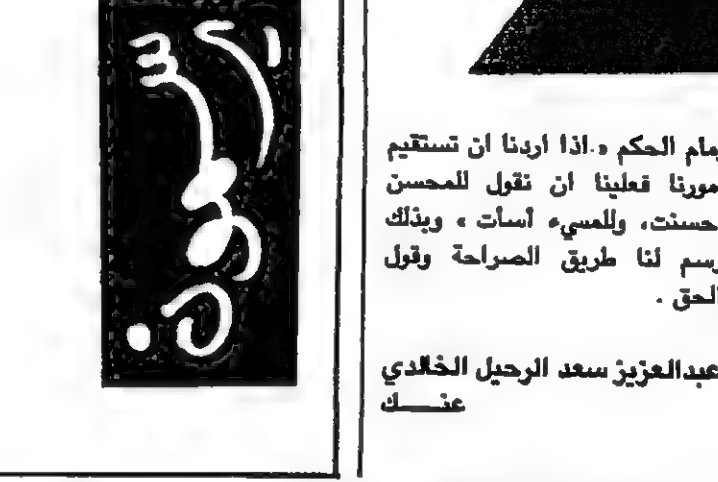 مام الحكم «.اذا اردنا ان تستقيم
مورنا فعلينا ان نقول للمحسن
حسنت، وللمسيء أسأت » وبذلك
رسم لنا طريق الصراحة وقول
الحق .
عبدالعزيز سعد الرحيل الخالدي
عنـــك